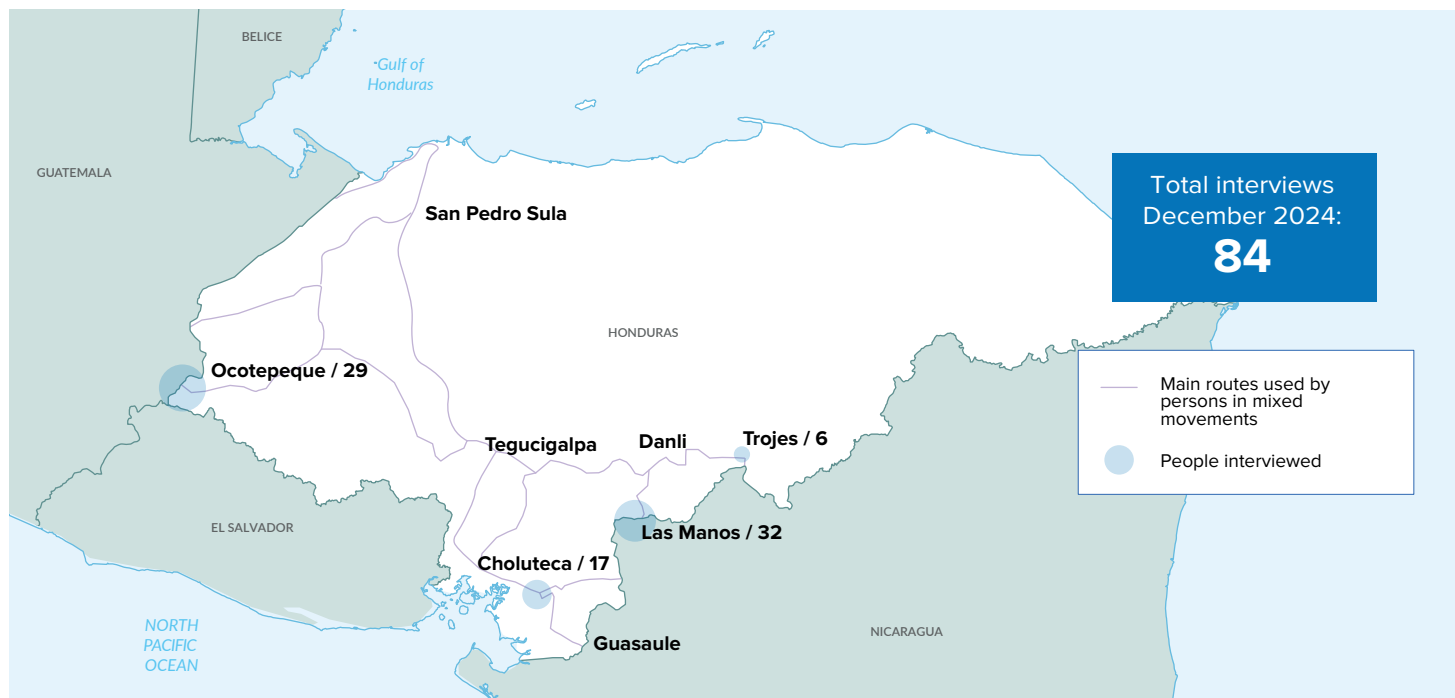 BELICE
Gulf of
Honduras
GUATEMALA
Total interviews
December 2024:
84
San Pedro Sula
HONDURAS
Ocotepeque / 29
Main routes used by
persons in mixed
movements
People interviewed
Tegucigalpa
Danli
Trojes / 6
EL SALVADOR
Las Manos / 32
Choluteca / 17
NORTH
PACIFIC
OCEAN
Guasaule
NICARAGUA